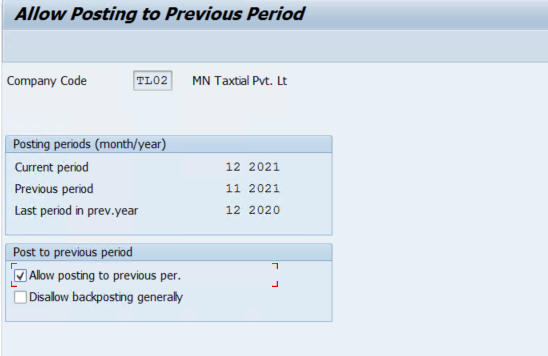 Allow Posting to Previous Period
Company Code TL02 MN Taxtial Pvt. Lt
Posting periods (month/year)
Current period 12 2021
Previous period 11 2021
Last period in prev.year 12 2020
Post to previous period
Allow posting to previous per.
Disallow backposting generally